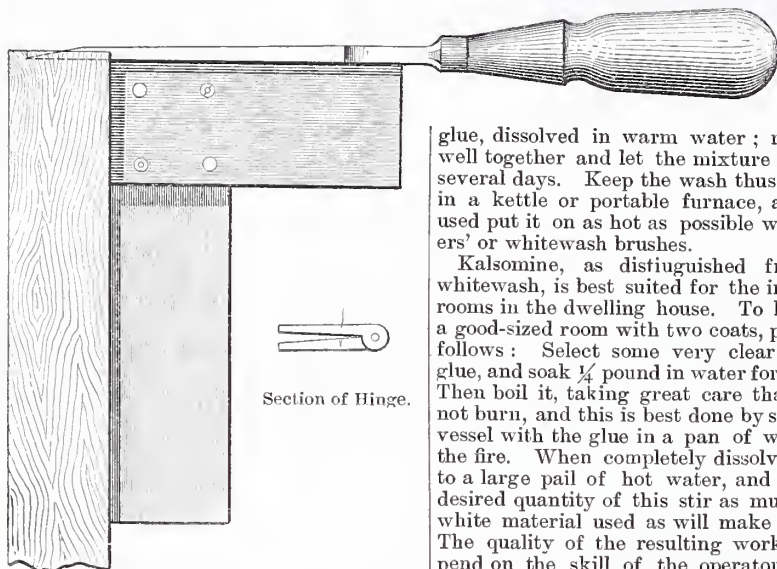 Section of Hinge.
glue, dissolved in warm water ;
well together and let the mixture
several days. Keep the wash thus
in a kettle or portable furnace,
used put it on as hot as possible
ers' or whitewash brushes.
Kalsomine, as distiuguished
whitewash, is best suited for the
rooms in the dwelling house. To
a good-sized room with two coats,
follows : Select some very clear
glue, and soak ¼ pound in water for
Then boil it, taking great care
not burn, and this is best done by
vessel with the glue in a pan of
the fire. When completely
to a large pail of hot water, and
desired quantity of this stir as
white material used as will make
The quality of the resulting work
pend on the skill of the operator